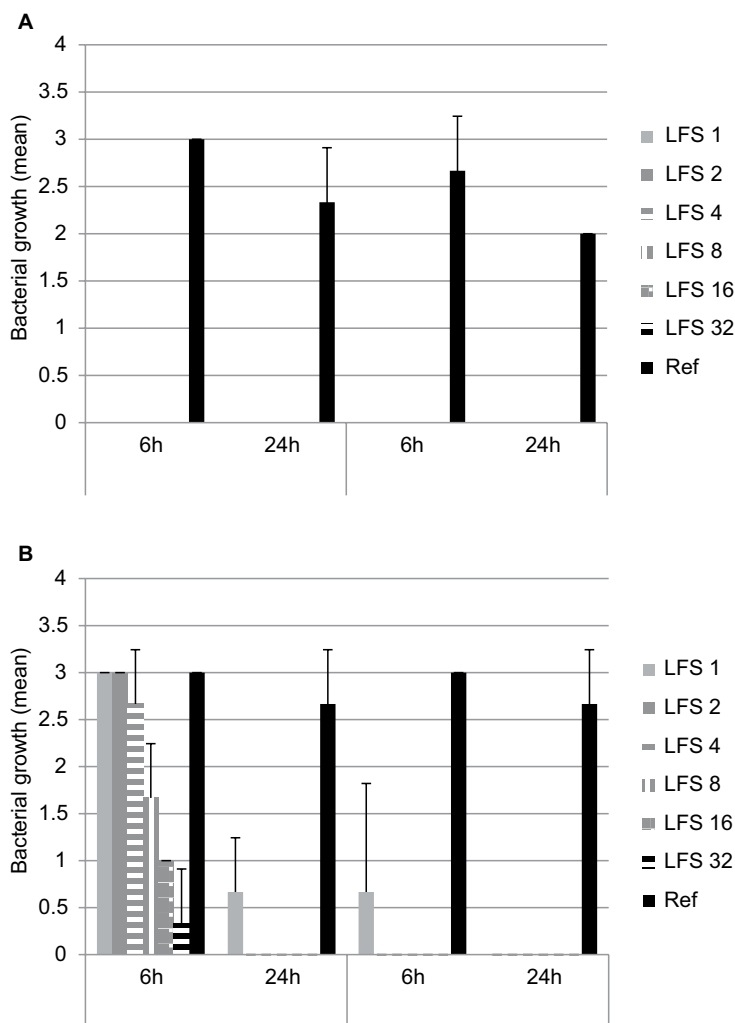 A
Bacterial growth (mean)
4
3.5
3
2.5
2
1.5
1
0.5
0
6h 24h 6h 24h
LFS 1
LFS 2
LFS 4
LFS 8
LFS 16
LFS 32
Ref
B
Bacterial growth (mean)
4
3.5
3
2.5
2
1.5
1
0.5
0
6h 24h 6h 24h
LFS 1
LFS 2
LFS 4
LFS 8
LFS 16
LFS 32
Ref